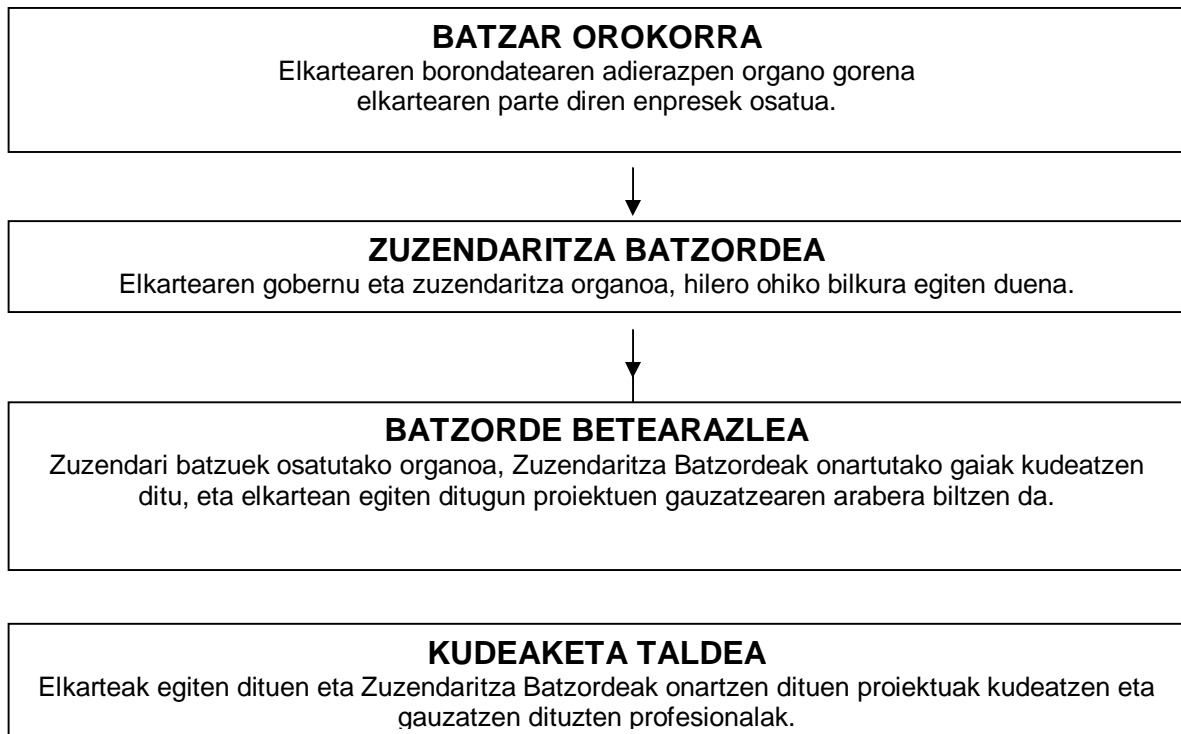 BATZAR OROKORRA
Elkartearen borondatearen adierazpen organo gorena
elkartearen parte diren enpresek osatua.
ZUZENDARITZA BATZORDEA
Elkartearen gobernu eta zuzendaritza organoa, hilero ohiko bilkura egiten duena.
BATZORDE BETEARAZLEA
Zuzendari batzuek osatutako organoa, Zuzendaritza Batzordeak onartutako gaiak kudeatzen
ditu, eta elkartean egiten ditugun proiektuen gauzatzearen arabera biltzen da.
KUDEAKETA TALDEA
Elkarteak egiten dituen eta Zuzendaritza Batzordeak onartzen dituen proiektuak kudeatzen eta
gauzatzen dituzten profesionalak.